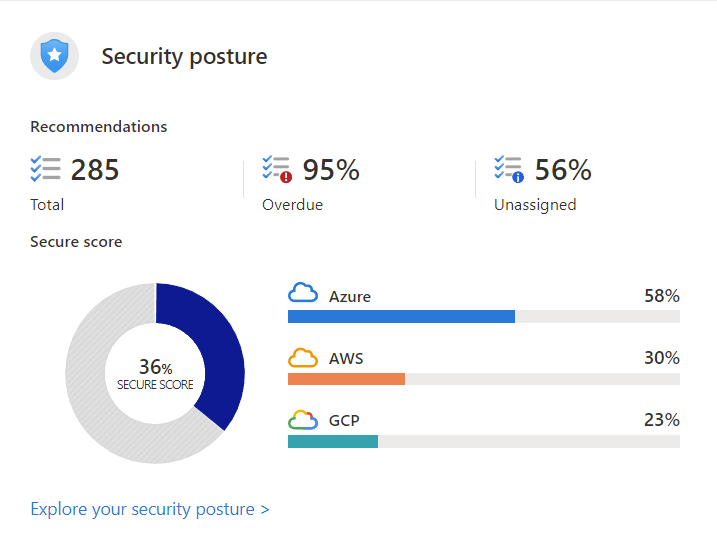 Security posture
Recommendations
285 95% 56%
Total Overdue Unassigned
Secure score
Azure 58%
AWS 30%
GCP 23%
36%
SECURE SCORE
Explore your security posture >